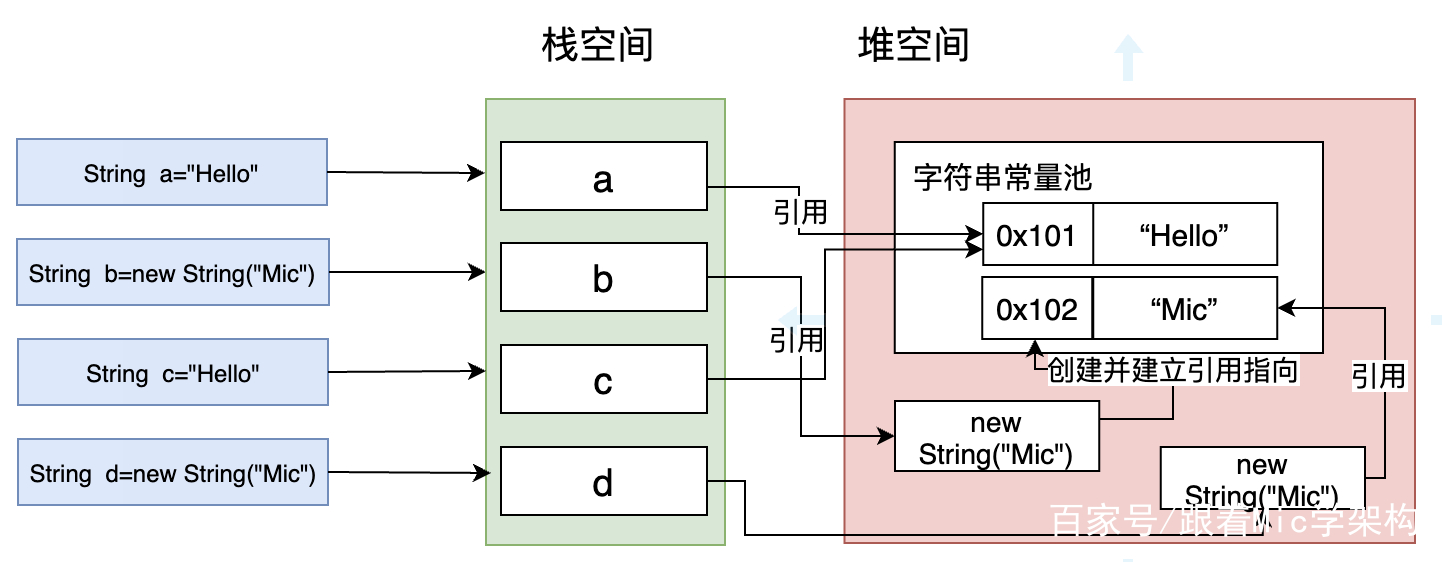 栈空间
堆空间
String a="Hello"
String b=new String("Mic")
String c="Hello"
String d=new String("Mic")
a
b
c
d
引用
引用
字符串常量池
0x101
“Hello”
0x102
“Mic”
创建并建立引用指向
引用
new
String("Mic")
new
String("Mic")
百家号/跟着Mic学架构